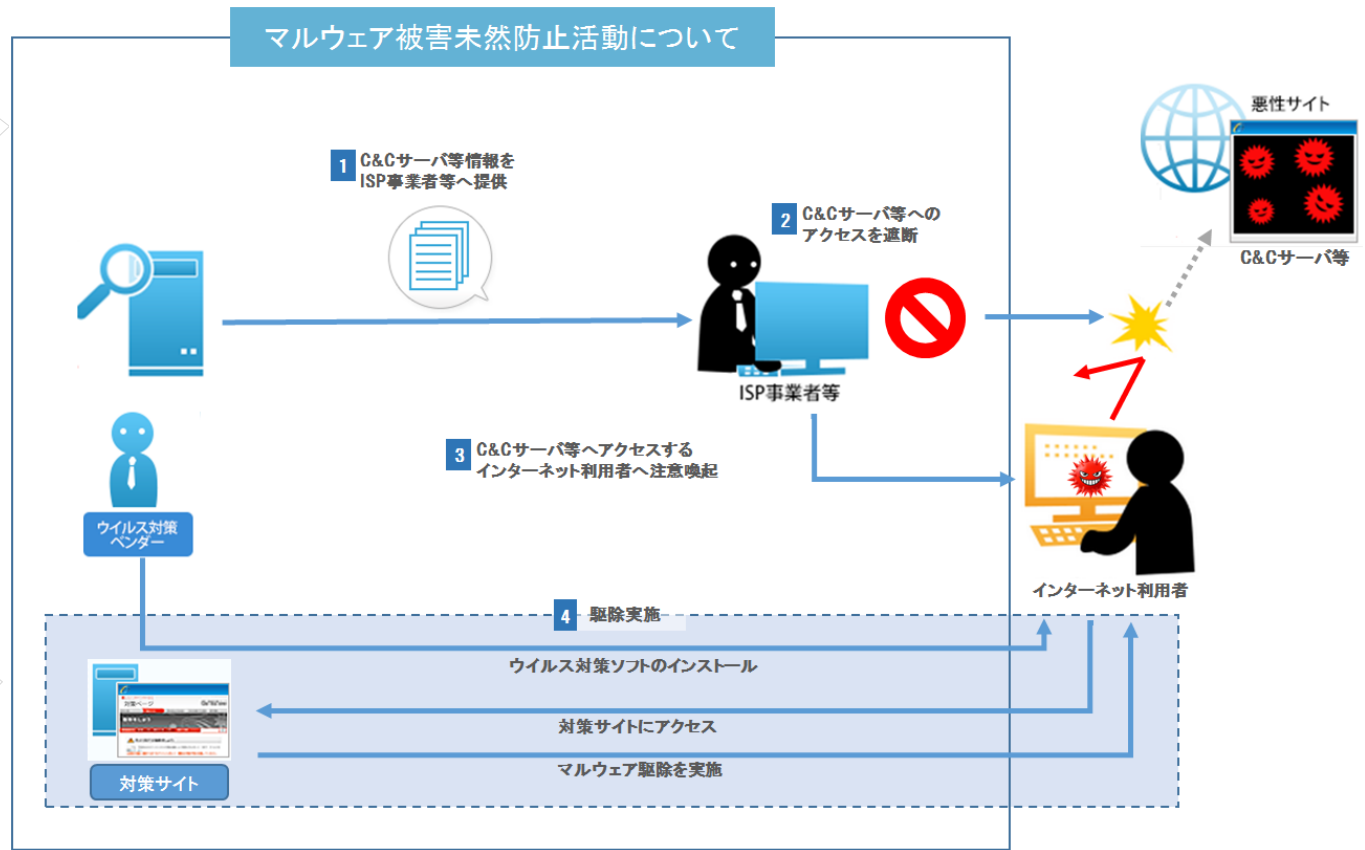 マルウェア被害未然防止活動について
悪性サイト
1 C&Cサーバ等情報を
ISP事業者等へ提供
2 C&Cサーバ等への
アクセスを遮断
C&Cサーバ等
ISP事業者等
3 C&Cサーバ等へアクセスする
インターネット利用者へ注意喚起
ウイルス対策
ベンダー
インターネット利用者
4 駆除実施
ウイルス対策ソフトのインストール
対策ページ
対策サイトにアクセス
マルウェア駆除を実施
対策サイト